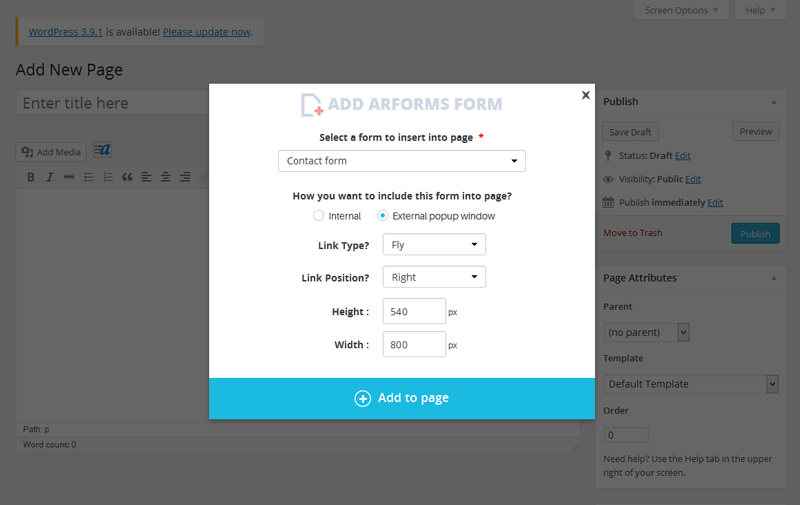 Screen Options
Help
WordPress 3.9.1 is available! Please update now.
Add New Page
Enter title here
Add Media
B I ABC
Path: p
Word count: 0
ADD ARFORMS FORM
Select a form to insert into page *
Contact form
How you want to include this form into page?
Internal External popup window
Link Type? Fly
Link Position? Right
Height : 540 px
Width : 800 px
Add to page
Publish
Save Draft Preview
Status: Draft Edit
Visibility: Public Edit
Publish immediately Edit
Move to Trash Publish
Page Attributes
Parent
(no parent)
Template
Default Template
Order
0
Need help? Use the Help tab in the upper
right of your screen.